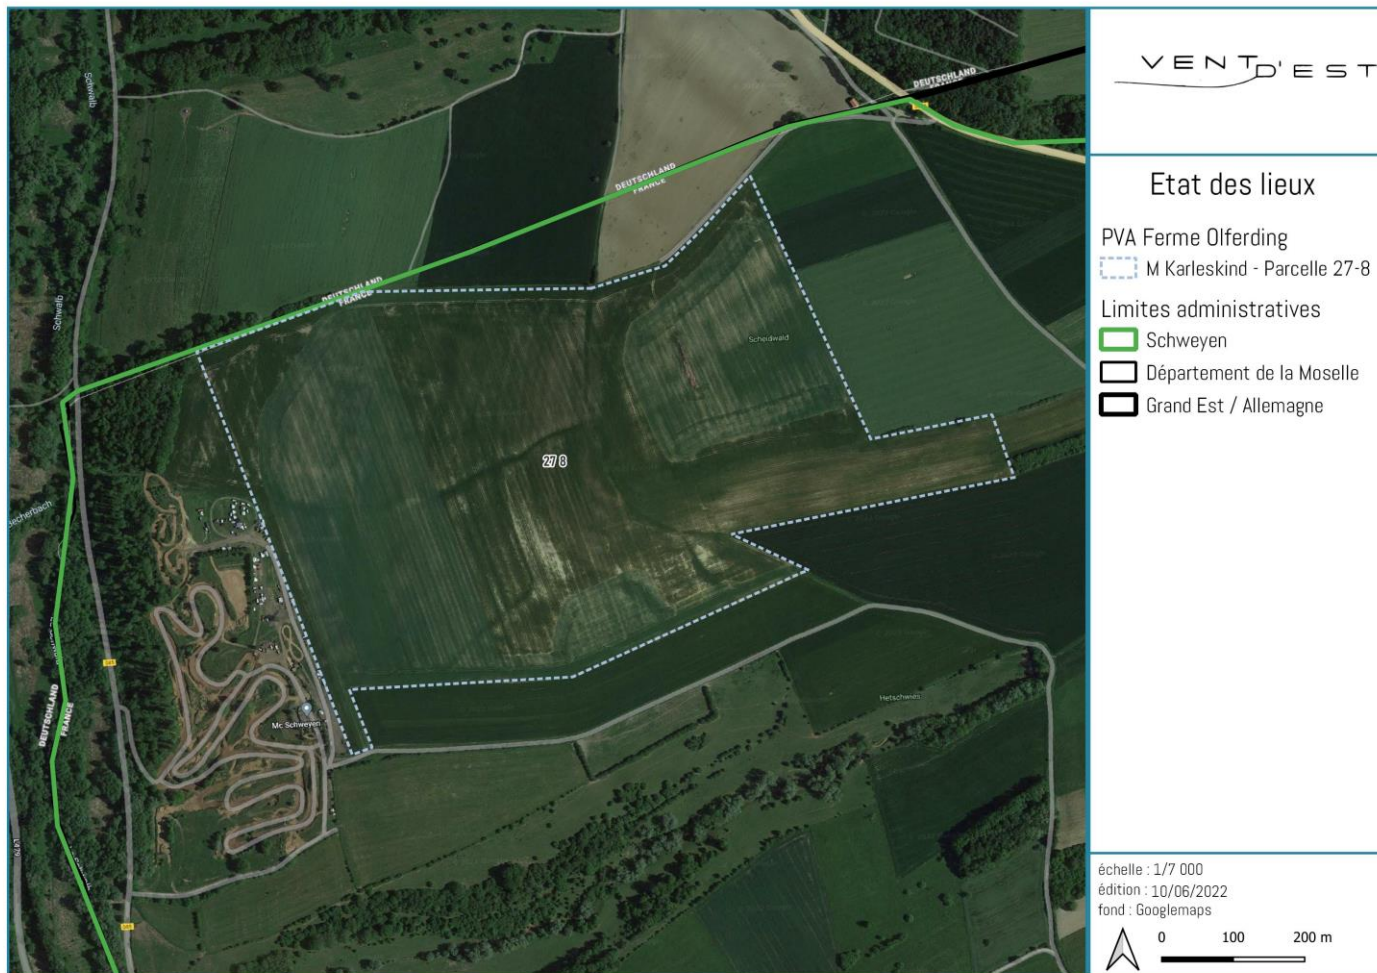 VENT D'EST
Etat des lieux
PVA Ferme Olferding
M Karleskind - Parcelle 27-8
Limites administratives
Schweyen
Département de la Moselle
Grand Est / Allemagne
échelle : 1/7 000
édition : 10/06/2022
fond : Googlemaps
0 100 200 m
Schwalb
DEUTSCHLAND
FRANCE
DEUTSCHLAND
FRANCE
DEUTSCHLAND
FRANCE
Schwalb
Scheidwald
27 8
Hetschwies
Mc Schweyen
DEUTSCHLAND
FRANCE